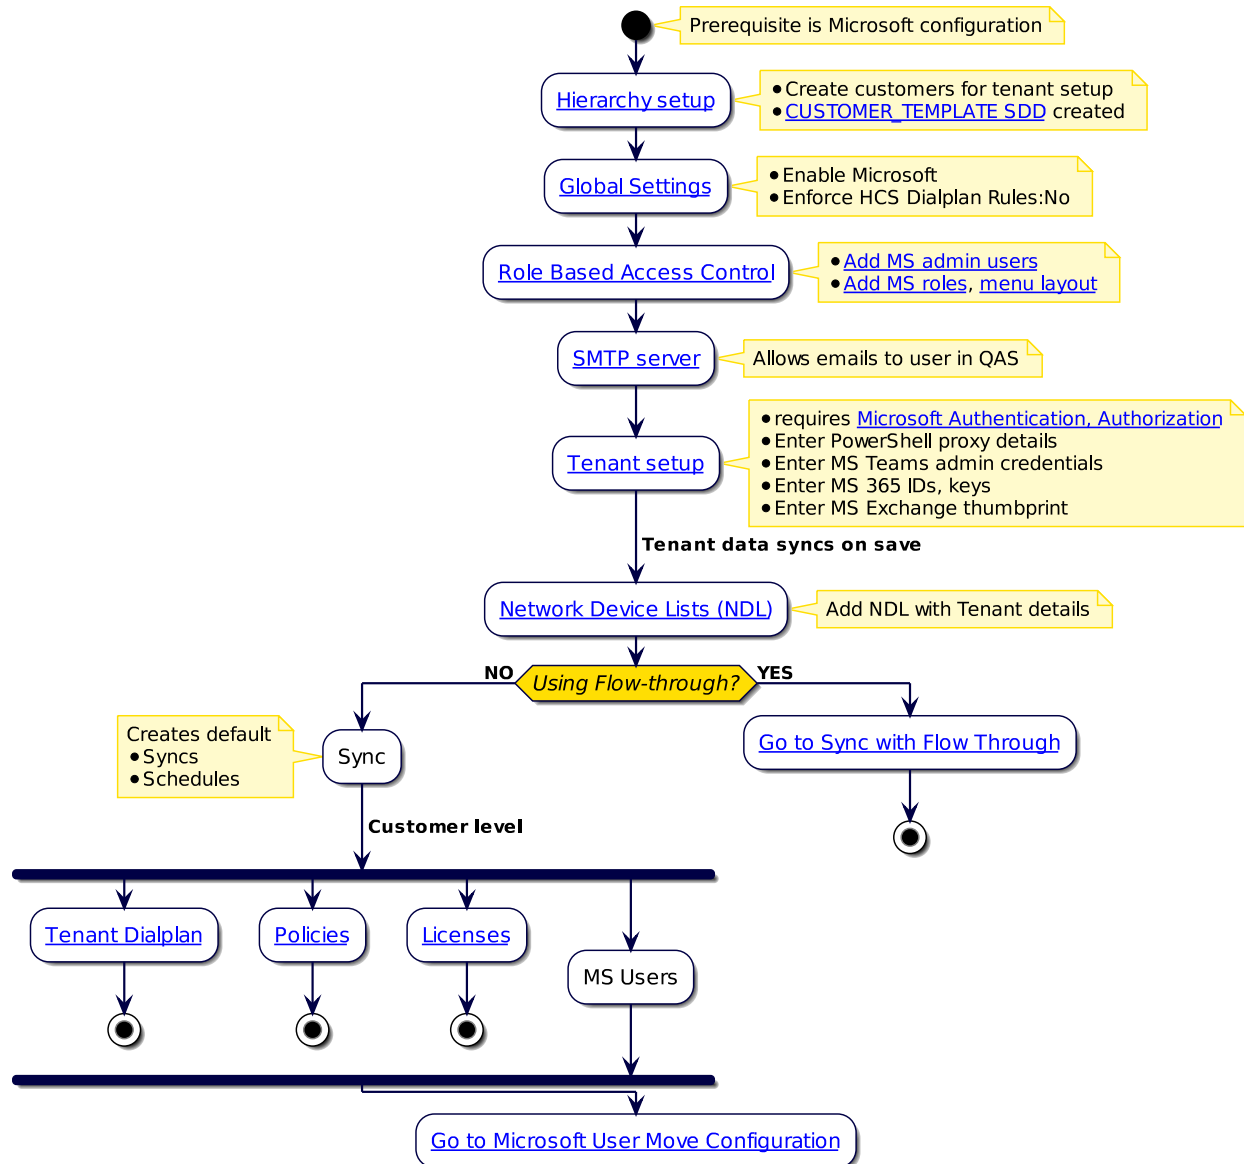 Prerequisite is Microsoft configuration
Hierarchy setup
•Create customers for tenant setup
•CUSTOMER_TEMPLATE SDD created
Global Settings
•Enable Microsoft
•Enforce HCS Dialplan Rules:No
Role Based Access Control
•Add MS admin users
•Add MS roles, menu layout
SMTP server
Allows emails to user in QAS
Tenant setup
•requires Microsoft Authentication, Authorization
•Enter PowerShell proxy details
•Enter MS Teams admin credentials
•Enter MS 365 IDs, keys
•Enter MS Exchange thumbprint
Tenant data syncs on save
Network Device Lists (NDL)
Add NDL with Tenant details
NO
Using Flow-through?
YES
Creates default
•Syncs
•Schedules
Sync
Go to Sync with Flow Through
Customer level
Tenant Dialplan
Policies
Licenses
MS Users
Go to Microsoft User Move Configuration